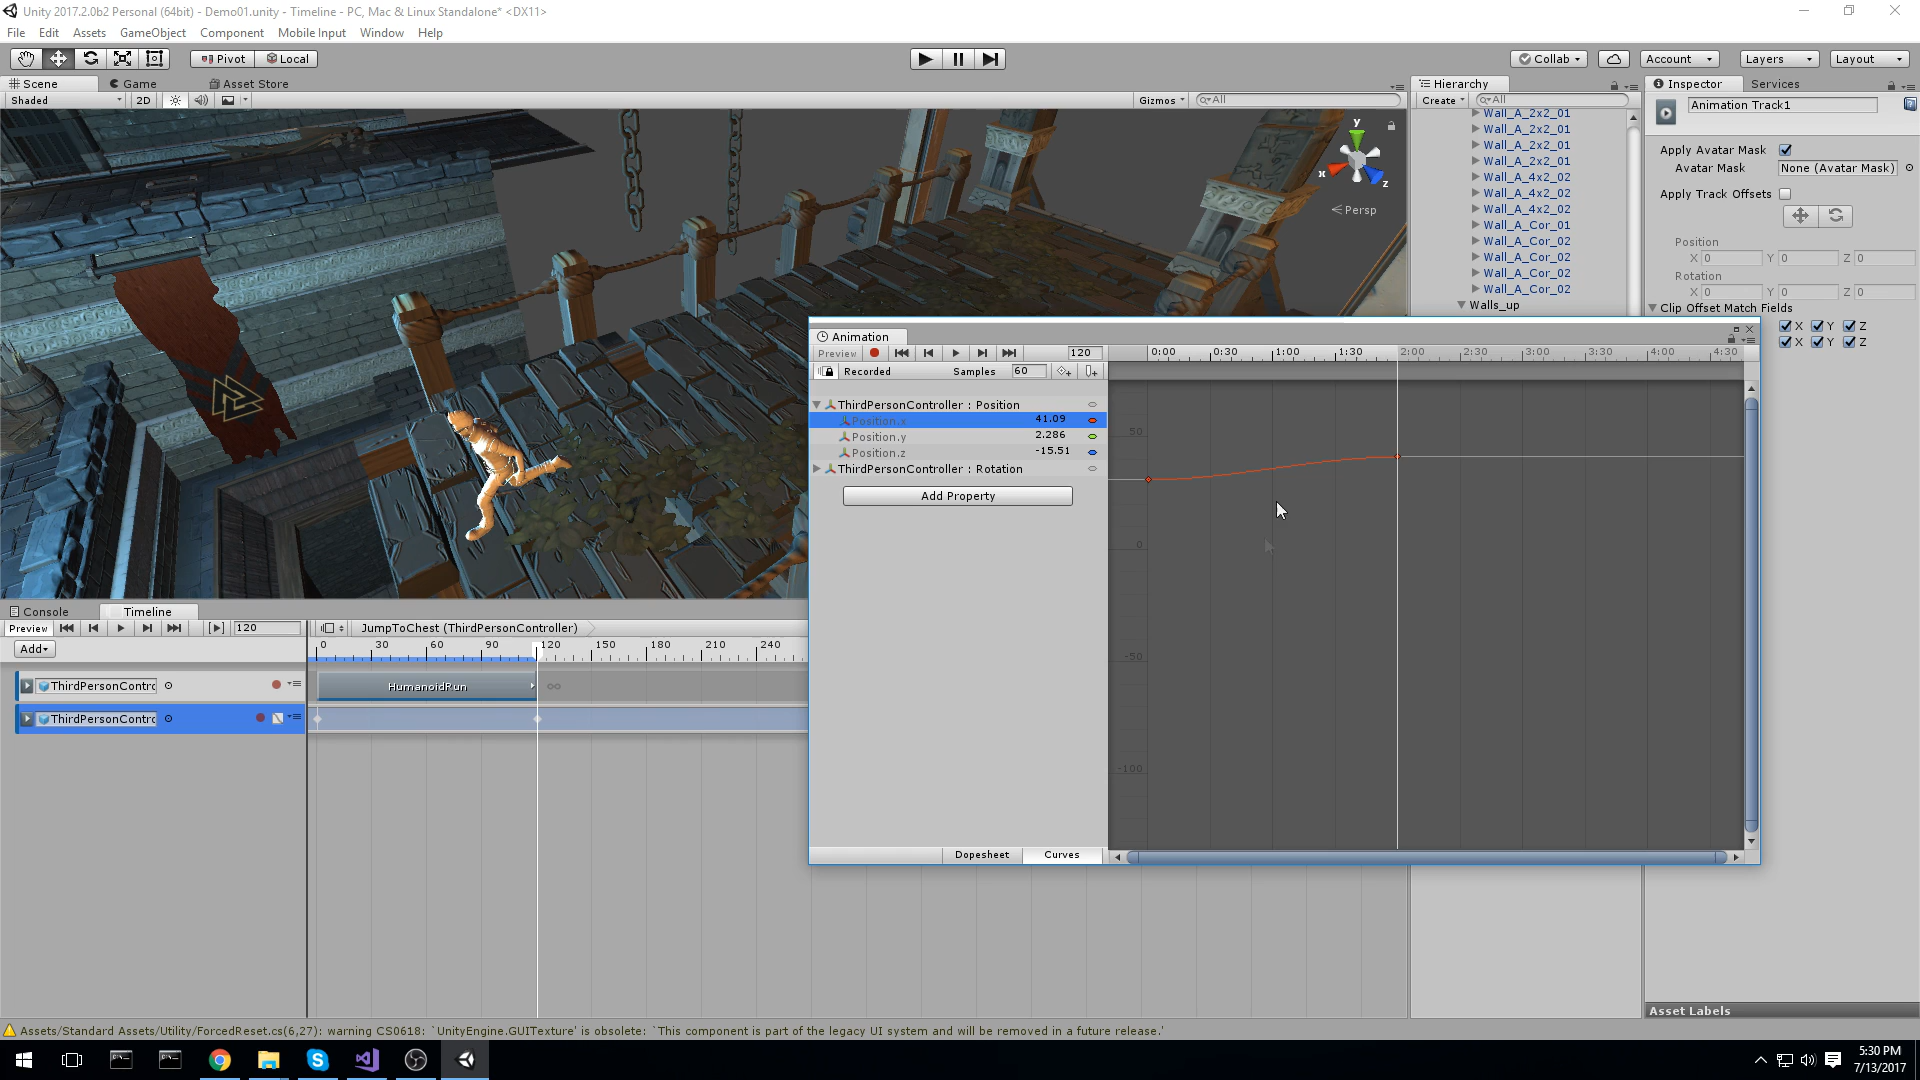 Unity 2017.2.0b2 Personal (64bit) - Demo01.unity - Timeline - PC, Mac & Linux Standalone* <DX11>
File Edit Assets GameObject Component Mobile Input Window Help
Pivot Local Collab Account Layers Layout
Scene Game Asset Store
Shaded 2D Gizmos All
y x z
Persp
Hierarchy
Create All
Wall_A_2x2_01
Wall_A_2x2_01
Wall_A_2x2_01
Wall_A_2x2_01
Wall_A_4x2_02
Wall_A_4x2_02
Wall_A_4x2_02
Wall_A_Cor_01
Wall_A_Cor_02
Wall_A_Cor_02
Wall_A_Cor_02
Wall_A_Cor_02
Walls_up
Inspector Services
Animation Track1
Apply Avatar Mask
Avatar Mask None (Avatar Mask)
Apply Track Offsets
Position
X 0 Y 0 Z 0
Rotation
X 0 Y 0 Z 0
Clip Offset Match Fields
X Y Z
X Y Z
Asset Labels
Animation
Preview 120
Recorded Samples 60
0:00 0:30 1:00 1:30 2:00 2:30 3:00 3:30 4:00 4:30
ThirdPersonController : Position
Position.x 41.09
Position.y 2.286
Position.z -15.51
ThirdPersonController : Rotation
Add Property
50
0
-50
-100
Dopesheet Curves
Console Timeline
Preview [▸] 120 JumpToChest (ThirdPersonController)
Add
0 30 60 90 120 150 180 210 240
ThirdPersonContro HumanoidRun
ThirdPersonContro
Assets/Standard Assets/Utility/ForcedReset.cs(6,27): warning CS0618: `UnityEngine.GUITexture' is obsolete: `This component is part of the legacy UI system and will be removed in a future release.'
5:30 PM
7/13/2017